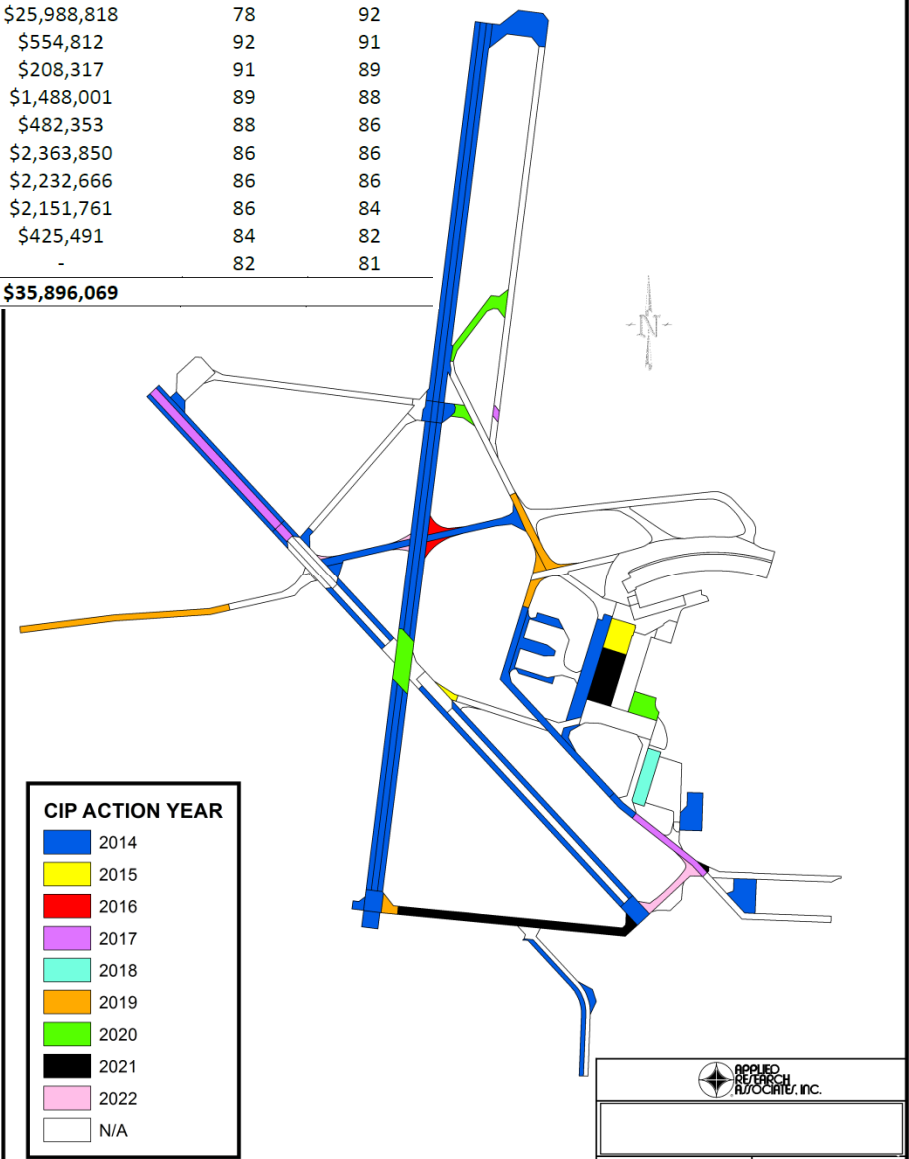 $25,988,818 78 92
$554,812 92 91
$208,317 91 89
$1,488,001 89 88
$482,353 88 86
$2,363,850 86 86
$2,232,666 86 86
$2,151,761 86 84
$425,491 84 82
- 82 81
$35,896,069
N
CIP ACTION YEAR
2014
2015
2016
2017
2018
2019
2020
2021
2022
N/A
APPLIED
RESEARCH
ASSOCIATES, INC.